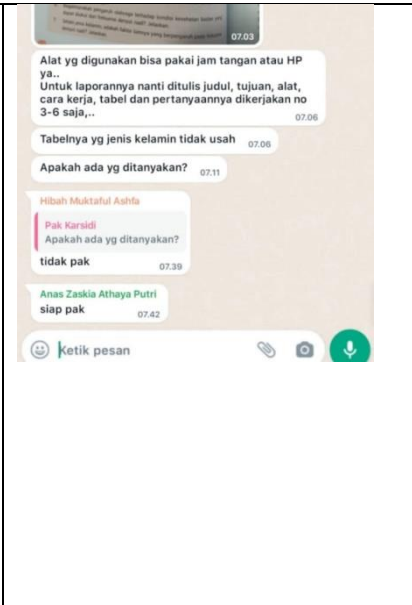 07.03
Alat yg digunakan bisa pakai jam tangan atau HP
ya..
Untuk laporannya nanti ditulis judul, tujuan, alat,
cara kerja, tabel dan pertanyaannya dikerjakan no
3-6 saja,..
07.06
Tabelnya yg jenis kelamin tidak usah
07.06
Apakah ada yg ditanyakan?
07.11
Hibah Muktaful Ashfa
Pak Karsidi
Apakah ada yg ditanyakan?
tidak pak
07.39
Anas Zaskia Athaya Putri
siap pak
07.42
Ketik pesan